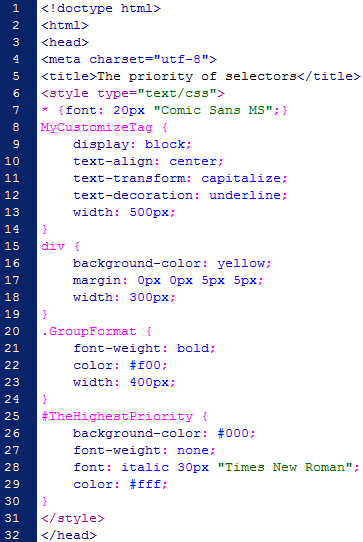 1 <!doctype html>
2 <html>
3 <head>
4 <meta charset="utf-8">
5 <title>The priority of selectors</title>
6 <style type="text/css">
7 * {font: 20px "Comic Sans MS";}
8 MyCustomizeTag {
9     display: block;
10     text-align: center;
11     text-transform: capitalize;
12     text-decoration: underline;
13     width: 500px;
14 }
15 div {
16     background-color: yellow;
17     margin: 0px 0px 5px 5px;
18     width: 300px;
19 }
20 .GroupFormat {
21     font-weight: bold;
22     color: #f00;
23     width: 400px;
24 }
25 #TheHighestPriority {
26     background-color: #000;
27     font-weight: none;
28     font: italic 30px "Times New Roman";
29     color: #fff;
30 }
31 </style>
32 </head>